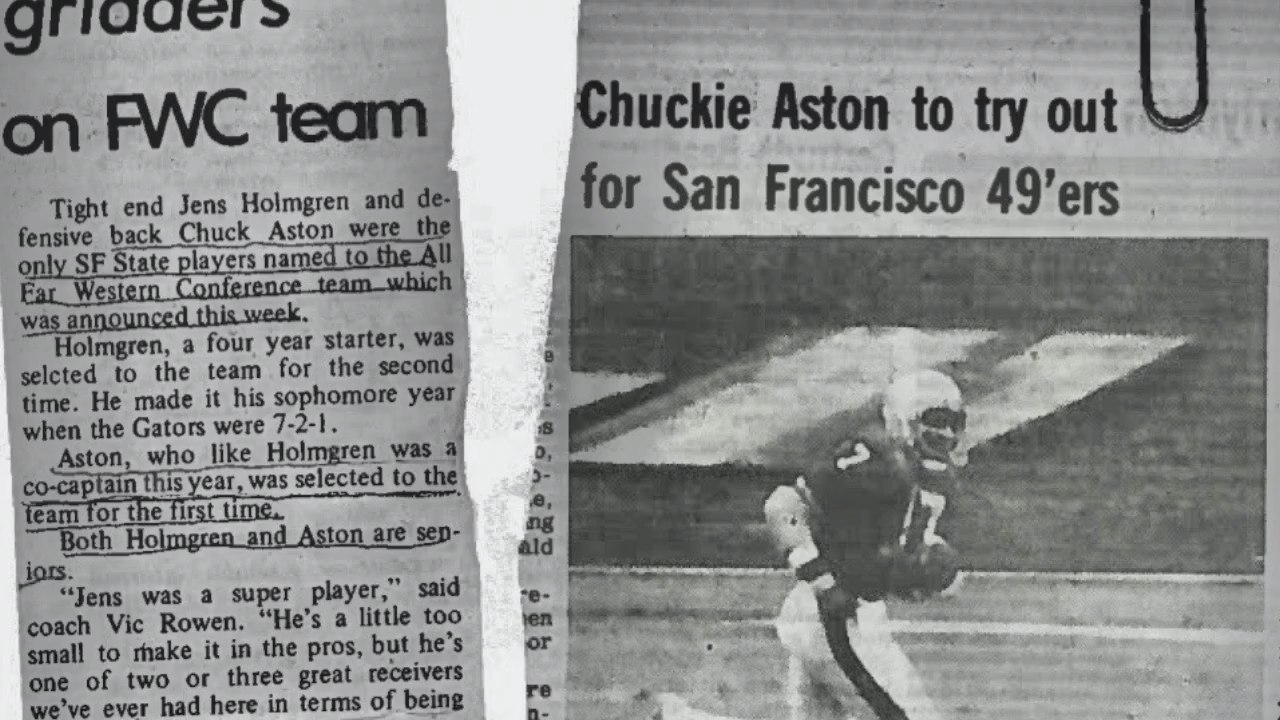 gridders
on FWC team
Tight end Jens Holmgren and de-
fensive back Chuck Aston were the
only SF State players named to the All
Far Western Conference team which
was announced this week.
Holmgren, a four year starter, was
selcted to the team for the second
time. He made it his sophomore year
when the Gators were 7-2-1.
Aston, who like Holmgren was a
co-captain this year, was selected to the
team for the first time.
Both Holmgren and Aston are sen-
iors.
"Jens was a super player," said
coach Vic Rowen. "He's a little too
small to make it in the pros, but he's
one of two or three great receivers
we've ever had here in terms of being
Chuckie Aston to try out
for San Francisco 49'ers